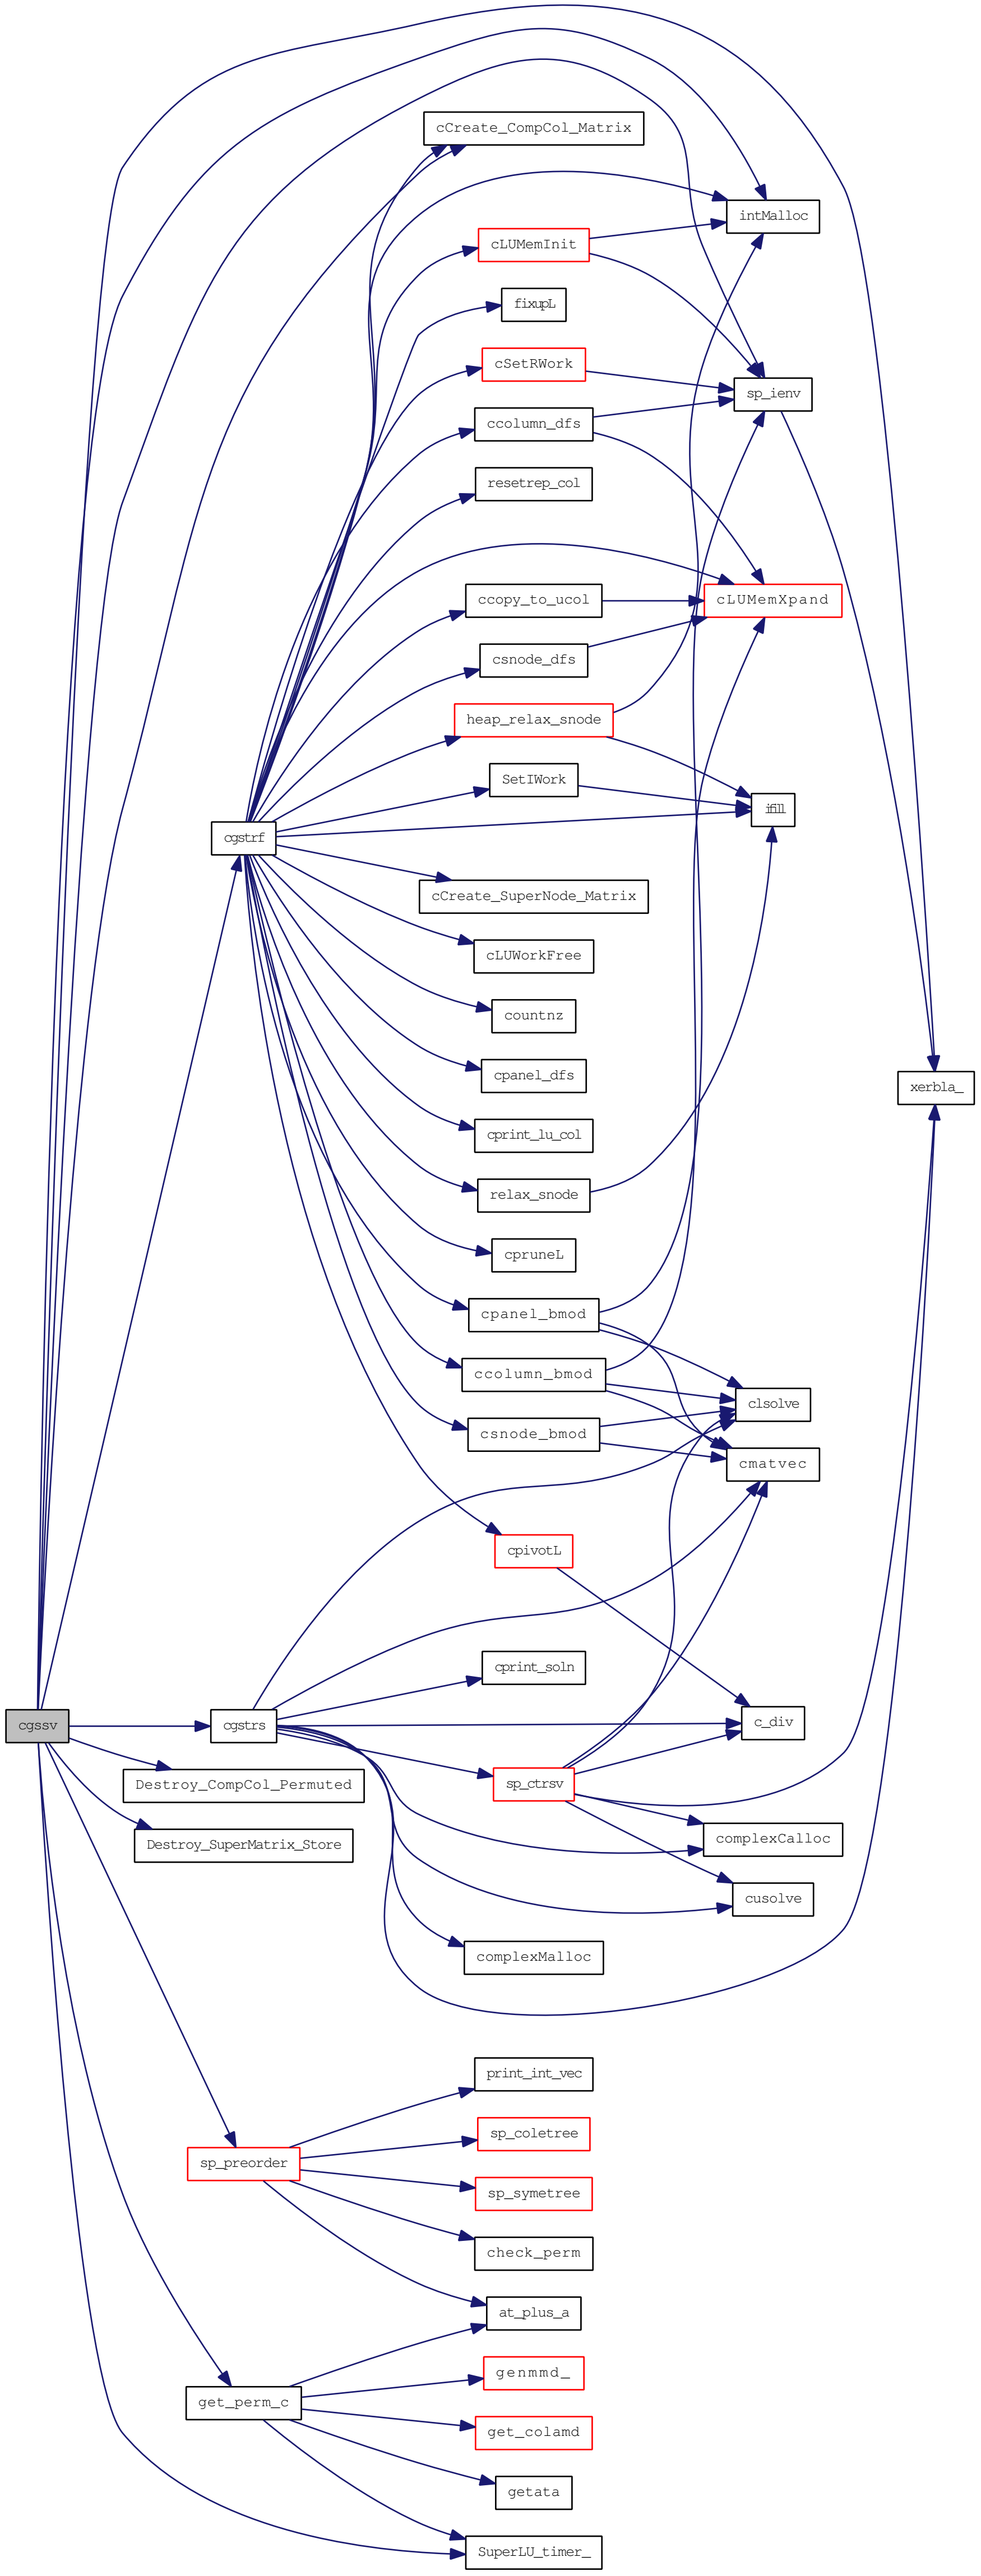 cCreate_CompCol_Matrix
intMalloc
cLUMemInit
fixupL
cSetRWork
sp_ienv
ccolumn_dfs
resetrep_col
ccopy_to_ucol
cLUMemXpand
csnode_dfs
heap_relax_snode
SetIWork
ifill
cgstrf
cCreate_SuperNode_Matrix
cLUWorkFree
countnz
cpanel_dfs
xerbla_
cprint_lu_col
relax_snode
cpruneL
cpanel_bmod
ccolumn_bmod
clsolve
csnode_bmod
cmatvec
cpivotL
cprint_soln
cgssv
cgstrs
c_div
Destroy_CompCol_Permuted
sp_ctrsv
Destroy_SuperMatrix_Store
complexCalloc
cusolve
complexMalloc
print_int_vec
sp_coletree
sp_preorder
sp_symetree
check_perm
at_plus_a
genmmd_
get_perm_c
get_colamd
getata
SuperLU_timer_